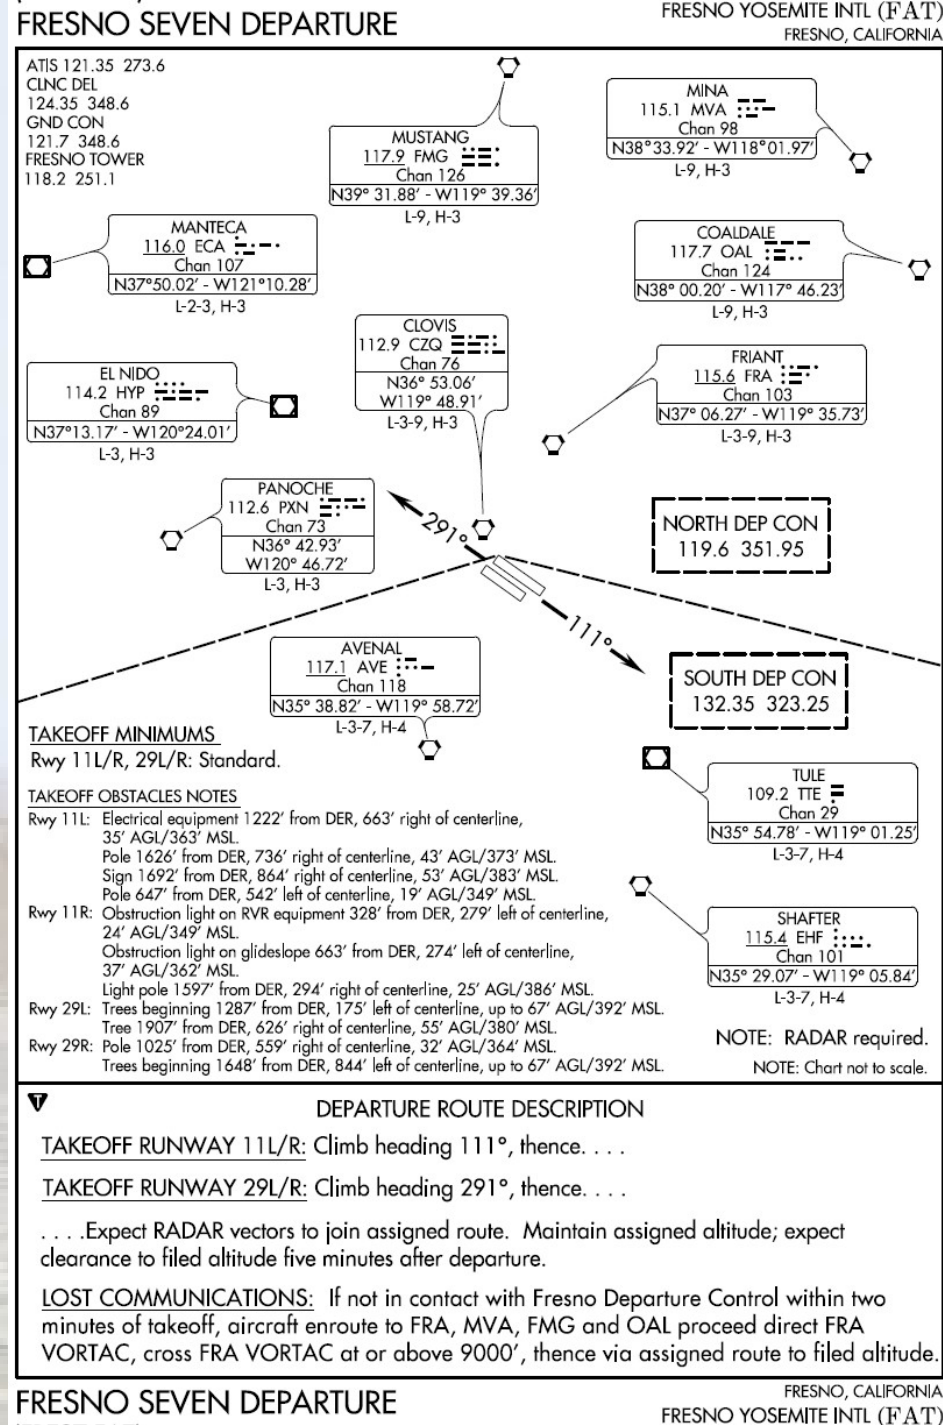 FRESNO SEVEN DEPARTURE
FRESNO YOSEMITE INTL (FAT)
FRESNO, CALIFORNIA
ATIS 121.35 273.6
CLNC DEL
124.35 348.6
GND CON
121.7 348.6
FRESNO TOWER
118.2 251.1
MUSTANG
117.9 FMG
Chan 126
N39° 31.88' - W119° 39.36'
L-9, H-3
MINA
115.1 MVA
Chan 98
N38°33.92' - W118°01.97'
L-9, H-3
MANTECA
116.0 ECA
Chan 107
N37°50.02' - W121°10.28'
L-2-3, H-3
COALDALE
117.7 OAL
Chan 124
N38° 00.20' - W117° 46.23'
L-9, H-3
CLOVIS
112.9 CZQ
Chan 76
N36° 53.06'
W119° 48.91'
L-3-9, H-3
EL NIDO
114.2 HYP
Chan 89
N37°13.17' - W120°24.01'
L-3, H-3
FRIANT
115.6 FRA
Chan 103
N37° 06.27' - W119° 35.73'
L-3-9, H-3
PANOCHE
112.6 PXN
Chan 73
N36° 42.93'
W120° 46.72'
L-3, H-3
291°
NORTH DEP CON
119.6 351.95
111°
AVENAL
117.1 AVE
Chan 118
N35° 38.82' - W119° 58.72'
L-3-7, H-4
SOUTH DEP CON
132.35 323.25
TULE
109.2 TTE
Chan 29
N35° 54.78' - W119° 01.25'
L-3-7, H-4
SHAFTER
115.4 EHF
Chan 101
N35° 29.07' - W119° 05.84'
L-3-7, H-4
TAKEOFF MINIMUMS
Rwy 11L/R, 29L/R: Standard.
TAKEOFF OBSTACLES NOTES
Rwy 11L: Electrical equipment 1222' from DER, 663' right of centerline,
35' AGL/363' MSL.
Pole 1626' from DER, 736' right of centerline, 43' AGL/373' MSL.
Sign 1692' from DER, 864' right of centerline, 53' AGL/383' MSL.
Pole 647' from DER, 542' left of centerline, 19' AGL/349' MSL.
Rwy 11R: Obstruction light on RVR equipment 328' from DER, 279' left of centerline,
24' AGL/349' MSL.
Obstruction light on glideslope 663' from DER, 274' left of centerline,
37' AGL/362' MSL.
Light pole 1597' from DER, 294' right of centerline, 25' AGL/386' MSL.
Rwy 29L: Trees beginning 1287' from DER, 175' left of centerline, up to 67' AGL/392' MSL.
Tree 1907' from DER, 626' right of centerline, 55' AGL/380' MSL.
Rwy 29R: Pole 1025' from DER, 559' right of centerline, 32' AGL/364' MSL.
Trees beginning 1648' from DER, 844' left of centerline, up to 67' AGL/392' MSL.
NOTE: RADAR required.
NOTE: Chart not to scale.
T
DEPARTURE ROUTE DESCRIPTION
TAKEOFF RUNWAY 11L/R: Climb heading 111°, thence. . . .
TAKEOFF RUNWAY 29L/R: Climb heading 291°, thence. . . .
. . . .Expect RADAR vectors to join assigned route. Maintain assigned altitude; expect
clearance to filed altitude five minutes after departure.
LOST COMMUNICATIONS: If not in contact with Fresno Departure Control within two
minutes of takeoff, aircraft enroute to FRA, MVA, FMG and OAL proceed direct FRA
VORTAC, cross FRA VORTAC at or above 9000', thence via assigned route to filed altitude.
FRESNO SEVEN DEPARTURE
FRESNO, CALIFORNIA
FRESNO YOSEMITE INTL (FAT)